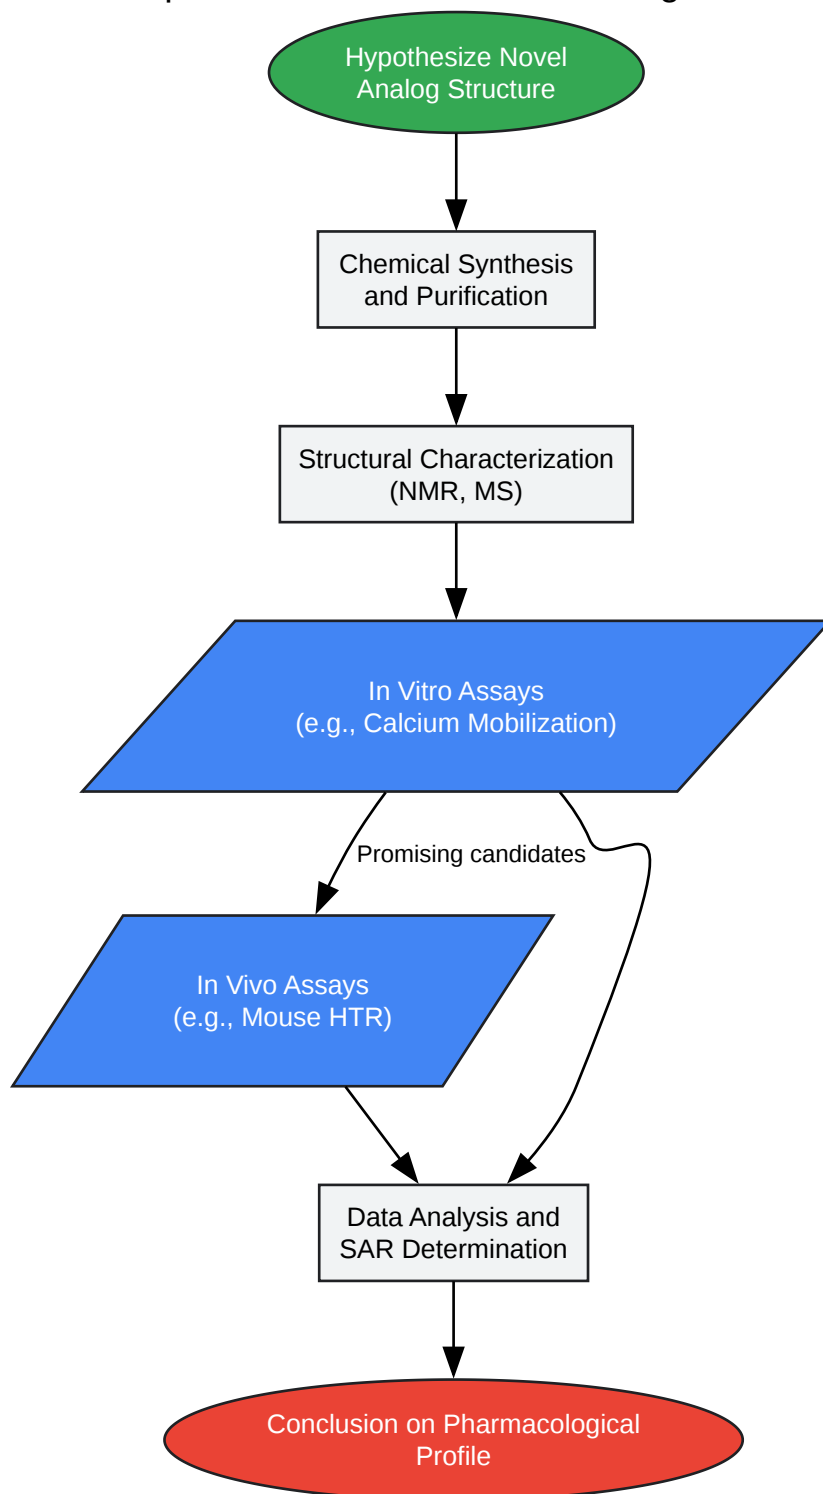 Hypothesize Novel
Analog Structure
Chemical Synthesis
and Purification
Structural Characterization
(NMR, MS)
In Vitro Assays
(e.g., Calcium Mobilization)
Promising candidates
In Vivo Assays
(e.g., Mouse HTR)
Data Analysis and
SAR Determination
Conclusion on Pharmacological
Profile